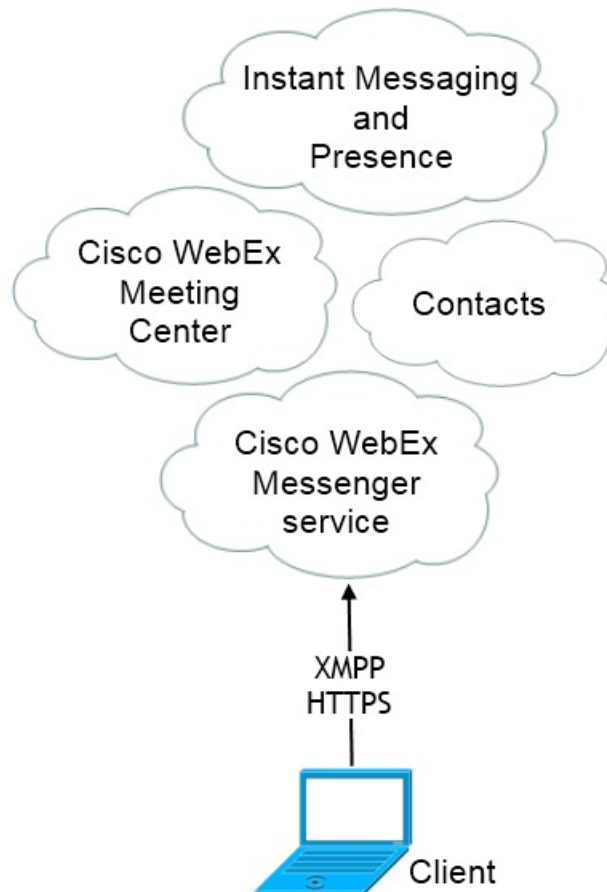 Instant Messaging
and
Presence
Cisco WebEx
Meeting
Center
Contacts
Cisco WebEx
Messenger
service
XMPP
HTTPS
Client